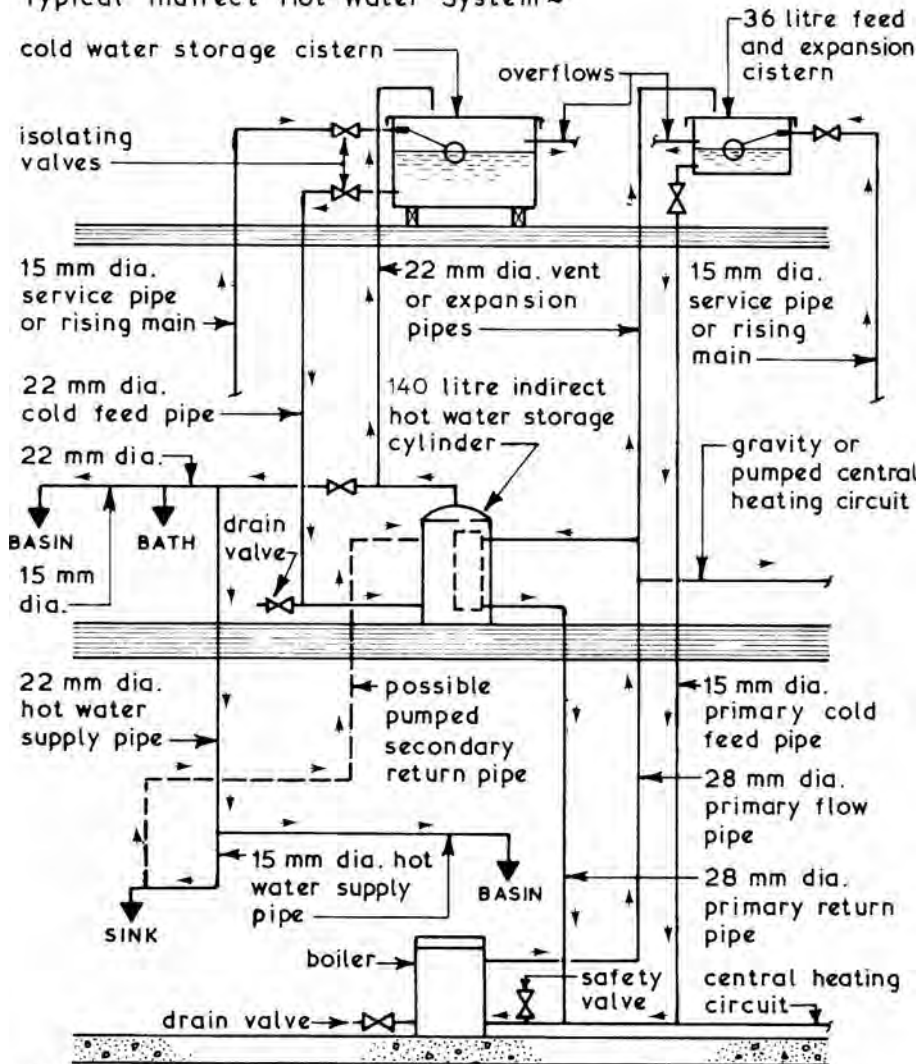 Typical Indirect Hot Water System ~
cold water storage cistern
overflows
36 litre feed
and expansion
cistern
isolating
valves
15 mm dia.
service pipe
or rising main
22 mm dia. vent
or expansion
pipes
15 mm dia.
service pipe
or rising
main
22 mm dia.
cold feed pipe
140 litre indirect
hot water storage
cylinder
22 mm dia.
gravity or
pumped central
heating circuit
drain
valve
BASIN
BATH
15 mm
dia.
22 mm dia.
hot water
supply pipe
possible
pumped
secondary
return pipe
15 mm dia.
primary cold
feed pipe
28 mm dia.
primary flow
pipe
15 mm dia. hot
water supply
pipe
BASIN
28 mm dia.
primary return
pipe
SINK
boiler
safety
valve
central heating
circuit
drain valve